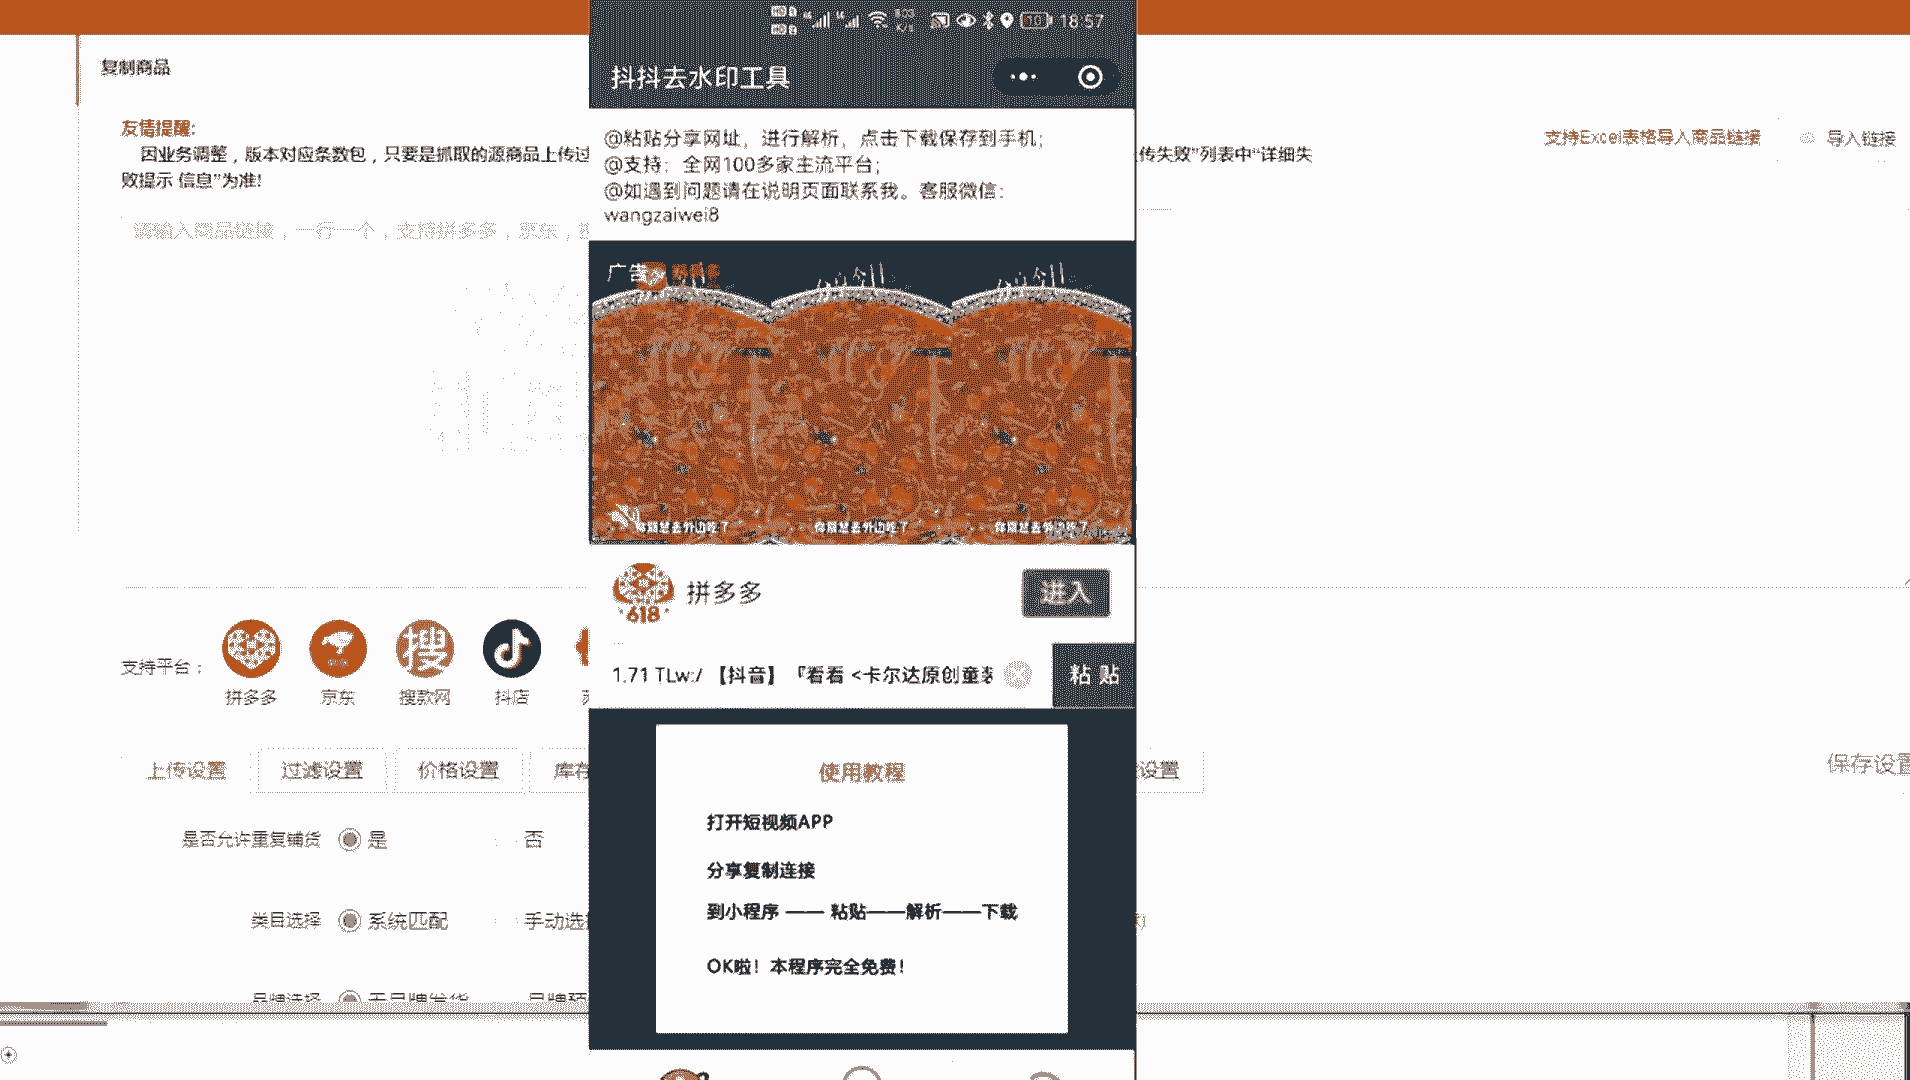 18:57
抖抖去水印工具
复制商品
友情提醒:
因业务调整，版本对应条数包，只要是抓取的源商品上传过
传失败”列表中“详细失
败提示 信息”为准!
支持Excel表格导入商品链接
导入链接
请输入商品链接，一行一个，支持拼多多，京东，
@粘贴分享网址，进行解析，点击下载保存到手机；
@支持：全网100多家主流平台；
@如遇到问题请在说明页面联系我。客服微信：
wangzaiwei8
广告
拼多多
618
拼多多
进入
1.71 TLw:/ 【抖音】『看看 <卡尔达原创童装
粘 贴
支持平台：
搜
拼多多
京东
搜款网
抖店
上传设置
过滤设置
价格设置
库存
设置
保存设置
是否允许重复铺货
是
否
类目选择
系统匹配
手动选择
品牌选择
无品牌发货
使用教程
打开短视频APP
分享复制连接
到小程序 —— 粘贴——解析——下载
OK啦！本程序完全免费！